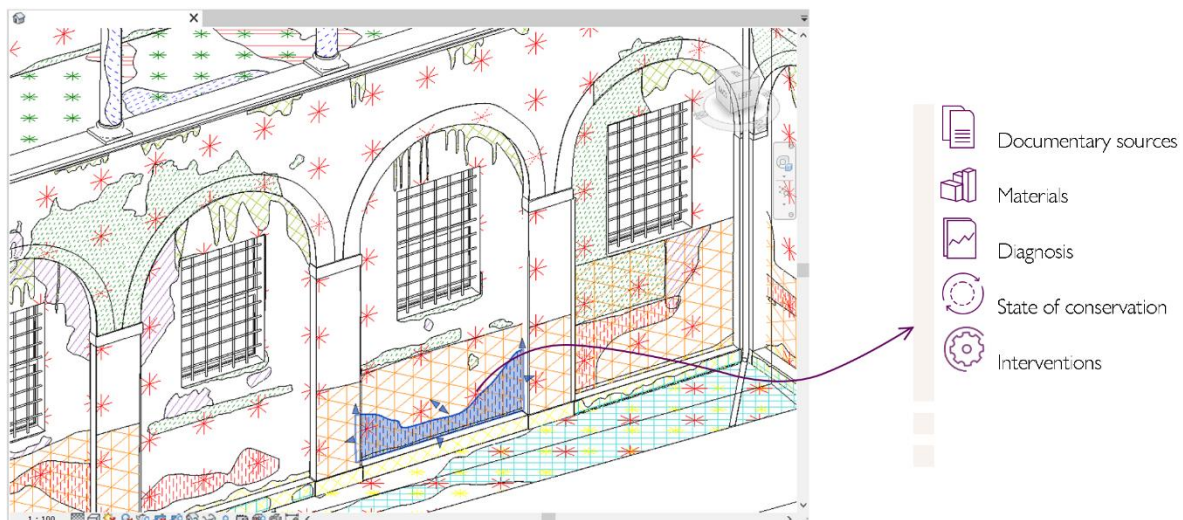 Documentary sources
Materials
Diagnosis
State of conservation
Interventions
1 : 100